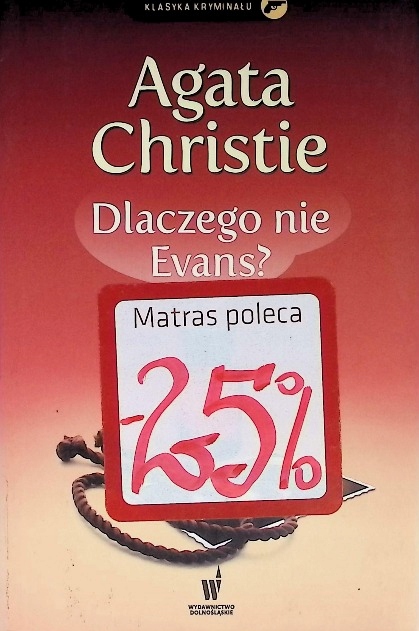 KLASYKA KRYMINAŁU
Agata
Christie
Dlaczego nie
Evans?
Matras poleca
-25%
W
WYDAWNICTWO
DOLNOŚLĄSKIE